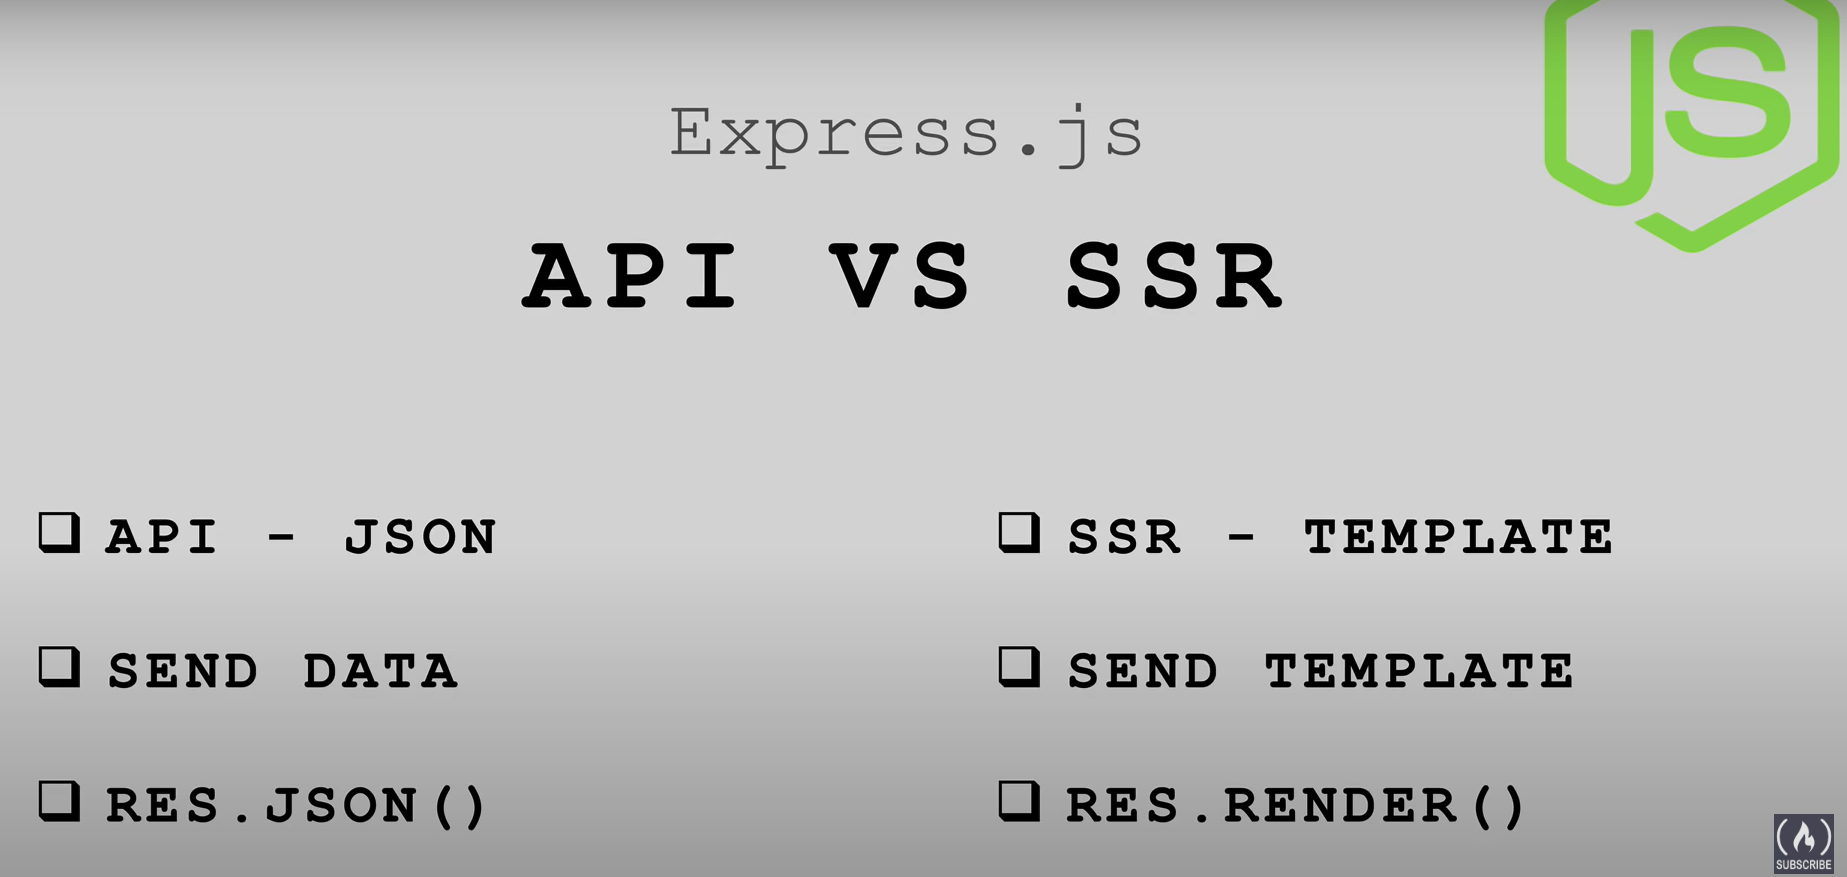 JS
Express.js
API VS SSR
❑ API - JSON
❑ SEND DATA
❑ RES.JSON()
❑ SSR - TEMPLATE
❑ SEND TEMPLATE
❑ RES.RENDER()
SUBSCRIBE